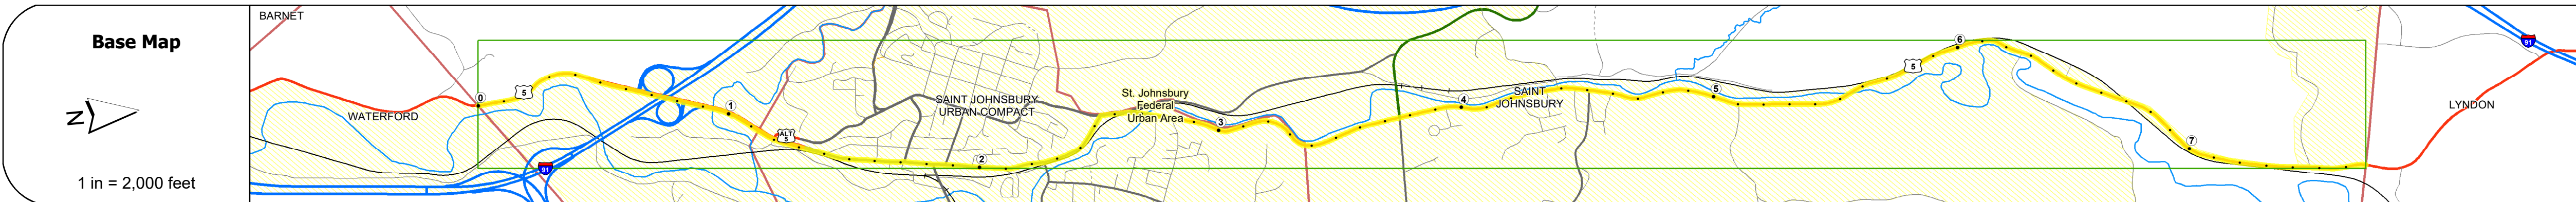 Base Map
N
1 in = 2,000 feet
BARNET
WATERFORD
0
5
91
1
ALT
5
SAINT JOHNSBURY
URBAN COMPACT
2
St. Johnsbury
Federal
Urban Area
3
4
SAINT
JOHNSBURY
5
5
6
7
LYNDON
91